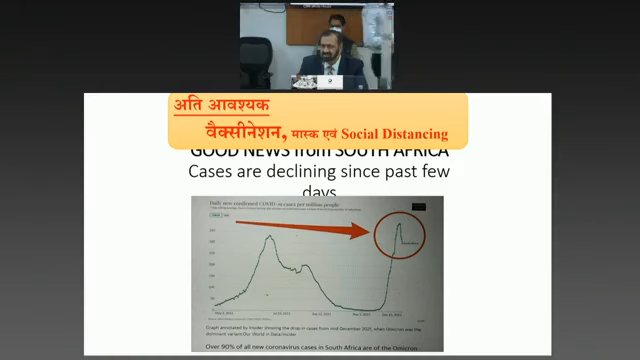 अति आवश्यक
वैक्सीनेशन, मास्क एवं Social Distancing
GOOD NEWS from SOUTH AFRICA
Cases are declining since past few
days
Daily new confirmed COVID-19 cases per million people
Graph annotated by Insider showing the drop in cases from mid-December 2021, when Omicron was the
dominant variant Our World in Data/Insider
Over 90% of all new coronavirus cases in South Africa are of the Omicron